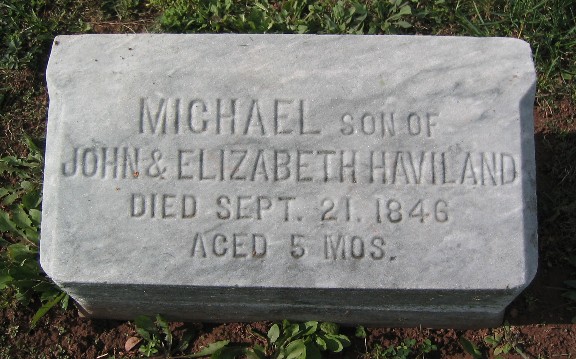 MICHAEL SON OF
JOHN & ELIZABETH HAVILAND
DIED SEPT. 21. 1846
AGED 5 MOS.